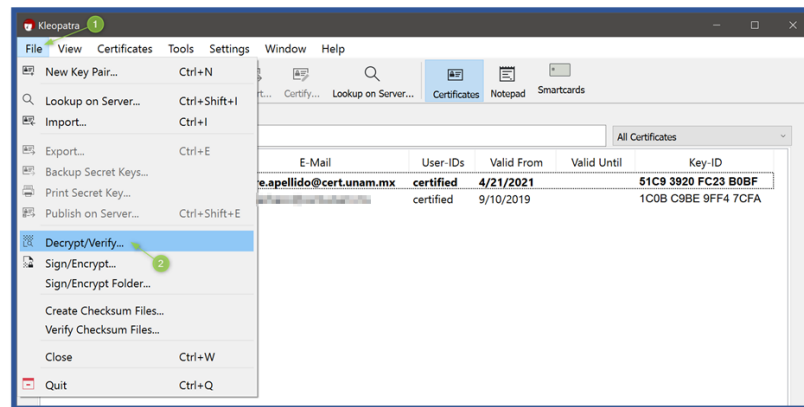 Kleopatra
1
File View Certificates Tools Settings Window Help
New Key Pair... Ctrl+N
Certify... Lookup on Server... Certificates Notepad Smartcards
Lookup on Server... Ctrl+Shift+I
Import... Ctrl+I
All Certificates
Export... Ctrl+E
E-Mail User-IDs Valid From Valid Until Key-ID
Backup Secret Keys...
re.apellido@cert.unam.mx certified 4/21/2021 51C9 3920 FC23 B0BF
Print Secret Key...
certified 9/10/2019 1C0B C9BE 9FF4 7CFA
Publish on Server... Ctrl+Shift+E
Decrypt/Verify...
2
Sign/Encrypt...
Sign/Encrypt Folder...
Create Checksum Files...
Verify Checksum Files...
Close Ctrl+W
Quit Ctrl+Q